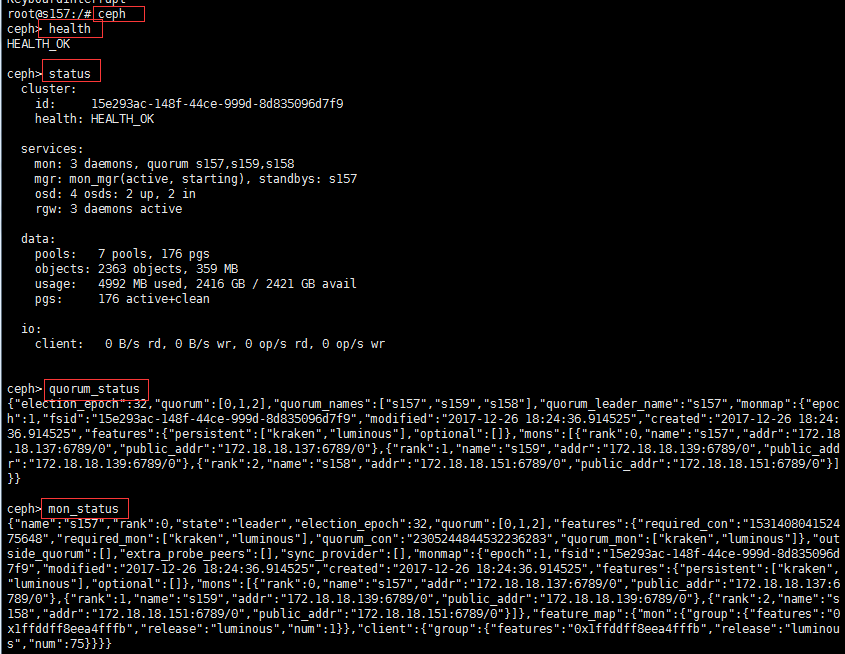 KeyboardInterrupt
root@s157:/# ceph
ceph> health
HEALTH_OK
ceph> status
cluster:
id: 15e293ac-148f-44ce-999d-8d835096d7f9
health: HEALTH_OK
services:
mon: 3 daemons, quorum s157,s159,s158
mgr: mon_mgr(active, starting), standbys: s157
osd: 4 osds: 2 up, 2 in
rgw: 3 daemons active
data:
pools: 7 pools, 176 pgs
objects: 2363 objects, 359 MB
usage: 4992 MB used, 2416 GB / 2421 GB avail
pgs: 176 active+clean
io:
client: 0 B/s rd, 0 B/s wr, 0 op/s rd, 0 op/s wr
ceph> quorum_status
{"election_epoch":32,"quorum":[0,1,2],"quorum_names":["s157","s159","s158"],"quorum_leader_name":"s157","monmap":{"epoc
h":1,"fsid":"15e293ac-148f-44ce-999d-8d835096d7f9","modified":"2017-12-26 18:24:36.914525","created":"2017-12-26 18:24:
36.914525","features":{"persistent":["kraken","luminous"],"optional":[]},"mons":[{"rank":0,"name":"s157","addr":"172.18
.18.137:6789/0","public_addr":"172.18.18.137:6789/0"},{"rank":1,"name":"s159","addr":"172.18.18.139:6789/0","public_add
r":"172.18.18.139:6789/0"},{"rank":2,"name":"s158","addr":"172.18.18.151:6789/0","public_addr":"172.18.18.151:6789/0"}]
}}
ceph> mon_status
{"name":"s157","rank":0,"state":"leader","election_epoch":32,"quorum":[0,1,2],"features":{"required_con":"1531408041524
75648","required_mon":["kraken","luminous"],"quorum_con":"2305244844532236283","quorum_mon":["kraken","luminous"]},"out
side_quorum":[],"extra_probe_peers":[],"sync_provider":[],"monmap":{"epoch":1,"fsid":"15e293ac-148f-44ce-999d-8d835096d
7f9","modified":"2017-12-26 18:24:36.914525","created":"2017-12-26 18:24:36.914525","features":{"persistent":["kraken",
"luminous"],"optional":[]},"mons":[{"rank":0,"name":"s157","addr":"172.18.18.137:6789/0","public_addr":"172.18.18.137:6
789/0"},{"rank":1,"name":"s159","addr":"172.18.18.139:6789/0","public_addr":"172.18.18.139:6789/0"},{"rank":2,"name":"s
158","addr":"172.18.18.151:6789/0","public_addr":"172.18.18.151:6789/0"}]},"feature_map":{"mon":{"group":{"features":"0
x1ffddff8eea4fffb","release":"luminous","num":1}},"client":{"group":{"features":"0x1ffddff8eea4fffb","release":"luminou
s","num":75}}}}